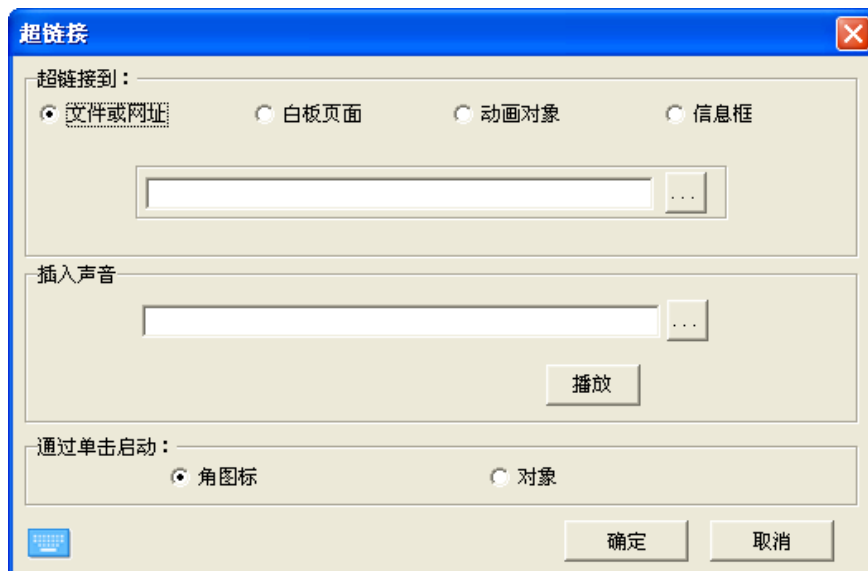 超链接
超链接到：
文件或网址 白板页面 动画对象 信息框
...
插入声音
...
播放
通过单击启动：
角图标 对象
确定 取消